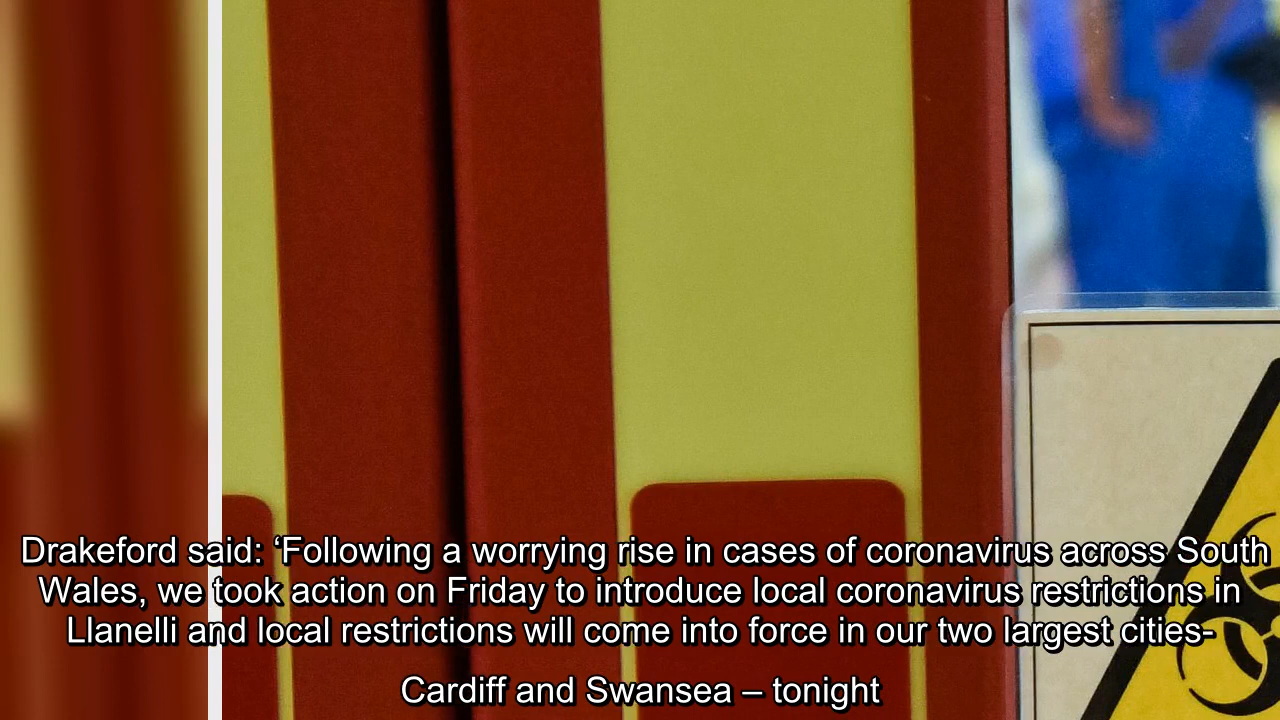 Drakeford said: ‘Following a worrying rise in cases of coronavirus across South
Wales, we took action on Friday to introduce local coronavirus restrictions in
Llanelli and local restrictions will come into force in our two largest cities-
Cardiff and Swansea – tonight